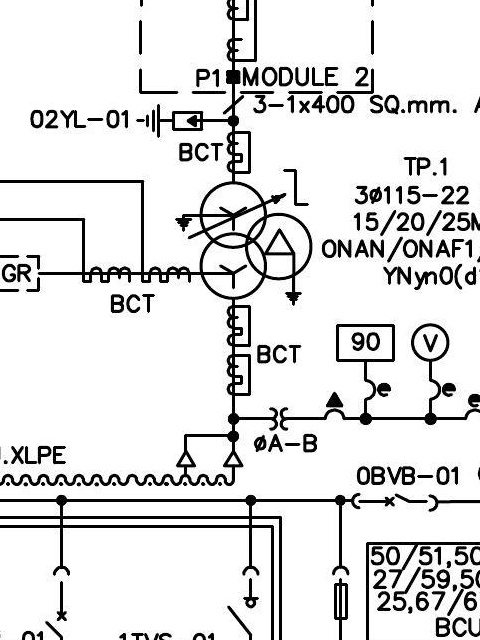 P1 MODULE 2
3-1x400 SQ.mm.
02YL-01
BCT
TP.1
3ø115-22
15/20/25M
ONAN/ONAF1/
YNyn0(d
GR
BCT
BCT
90
V
øA-B
.XLPE
0BVB-01
50/51,50
27/59,50
25,67/6
BCU
-01
1TVS-01